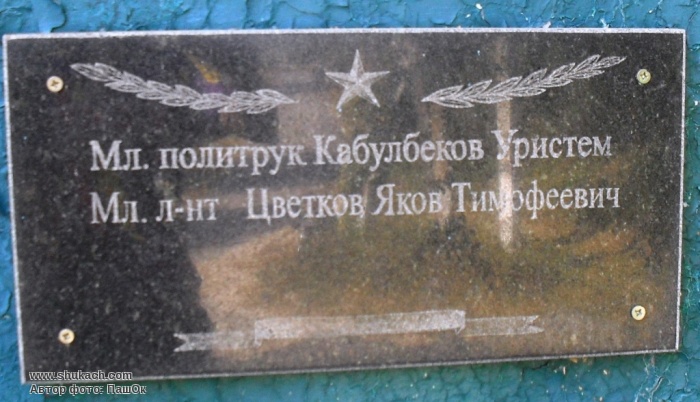 Мл. политрук Кабулбеков Уристем
Мл. л-нт Цветков Яков Тимофеевич
www.shukach.com
Автор фото: ПашОк